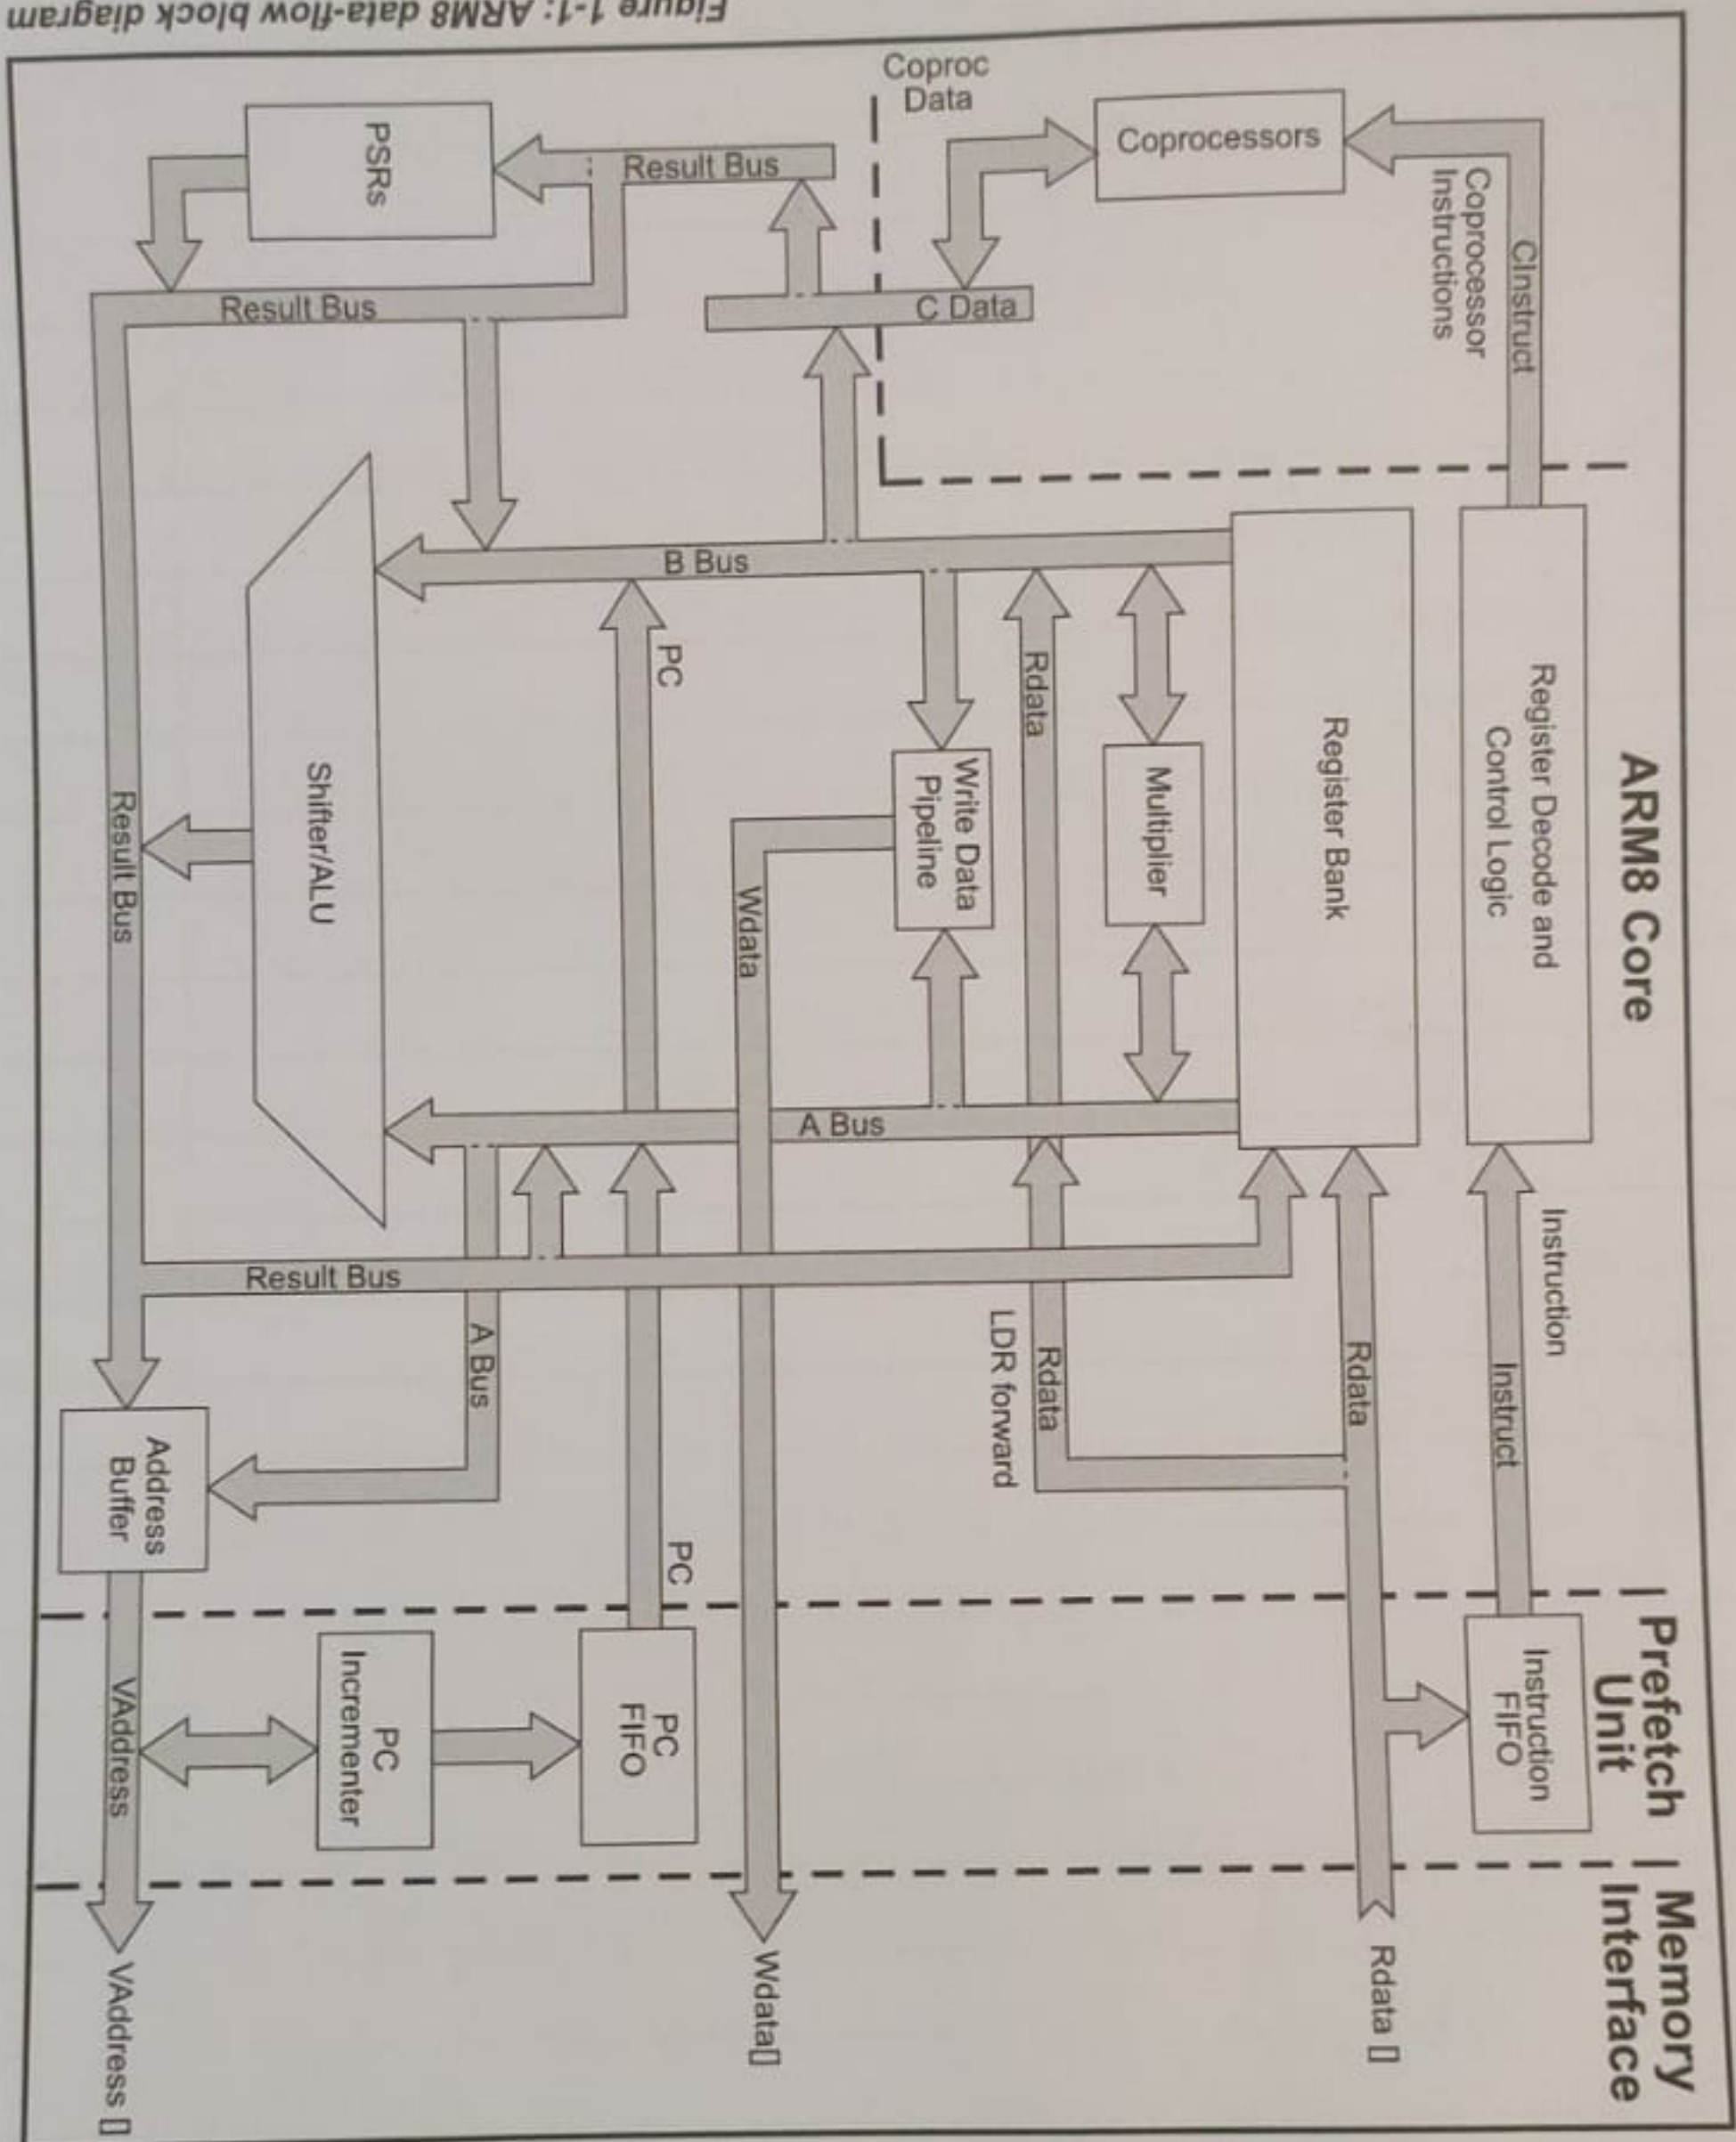 Figure 1-1: ARM8 data-flow block diagram
ARM8 Core
Prefetch
Unit
Memory
Interface
Coproc
Data
Coprocessors
Coprocessor
Instructions
CInstruct
PSRs
Result Bus
Result Bus
C Data
Register Decode and
Control Logic
Instruction
Instruct
Instruction
FIFO
Register Bank
Rdata
Rdata []
Multiplier
B Bus
Rdata
Rdata
LDR forward
Write Data
Pipeline
Wdata
Wdata[]
A Bus
PC
PC
PC
FIFO
Shifter/ALU
Result Bus
A Bus
PC
Incrementer
Result Bus
Address
Buffer
VAddress
VAddress []